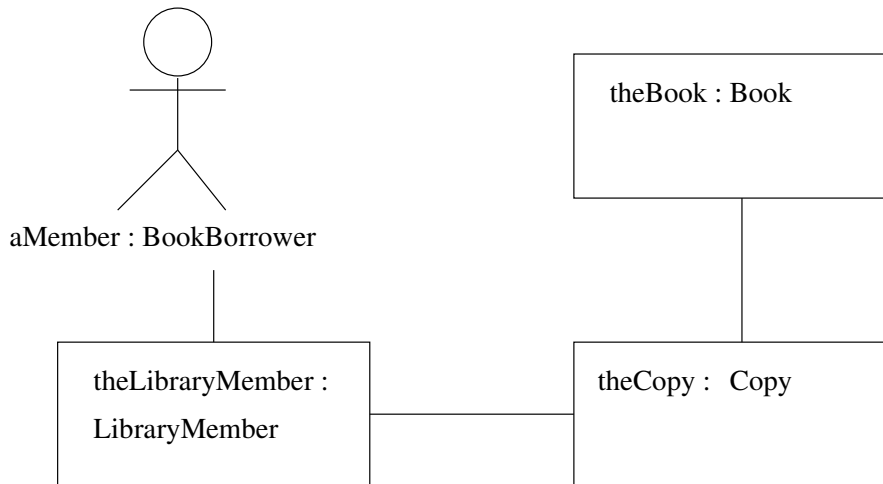 theBook : Book
aMember : BookBorrower
theLibraryMember :
LibraryMember
theCopy : Copy